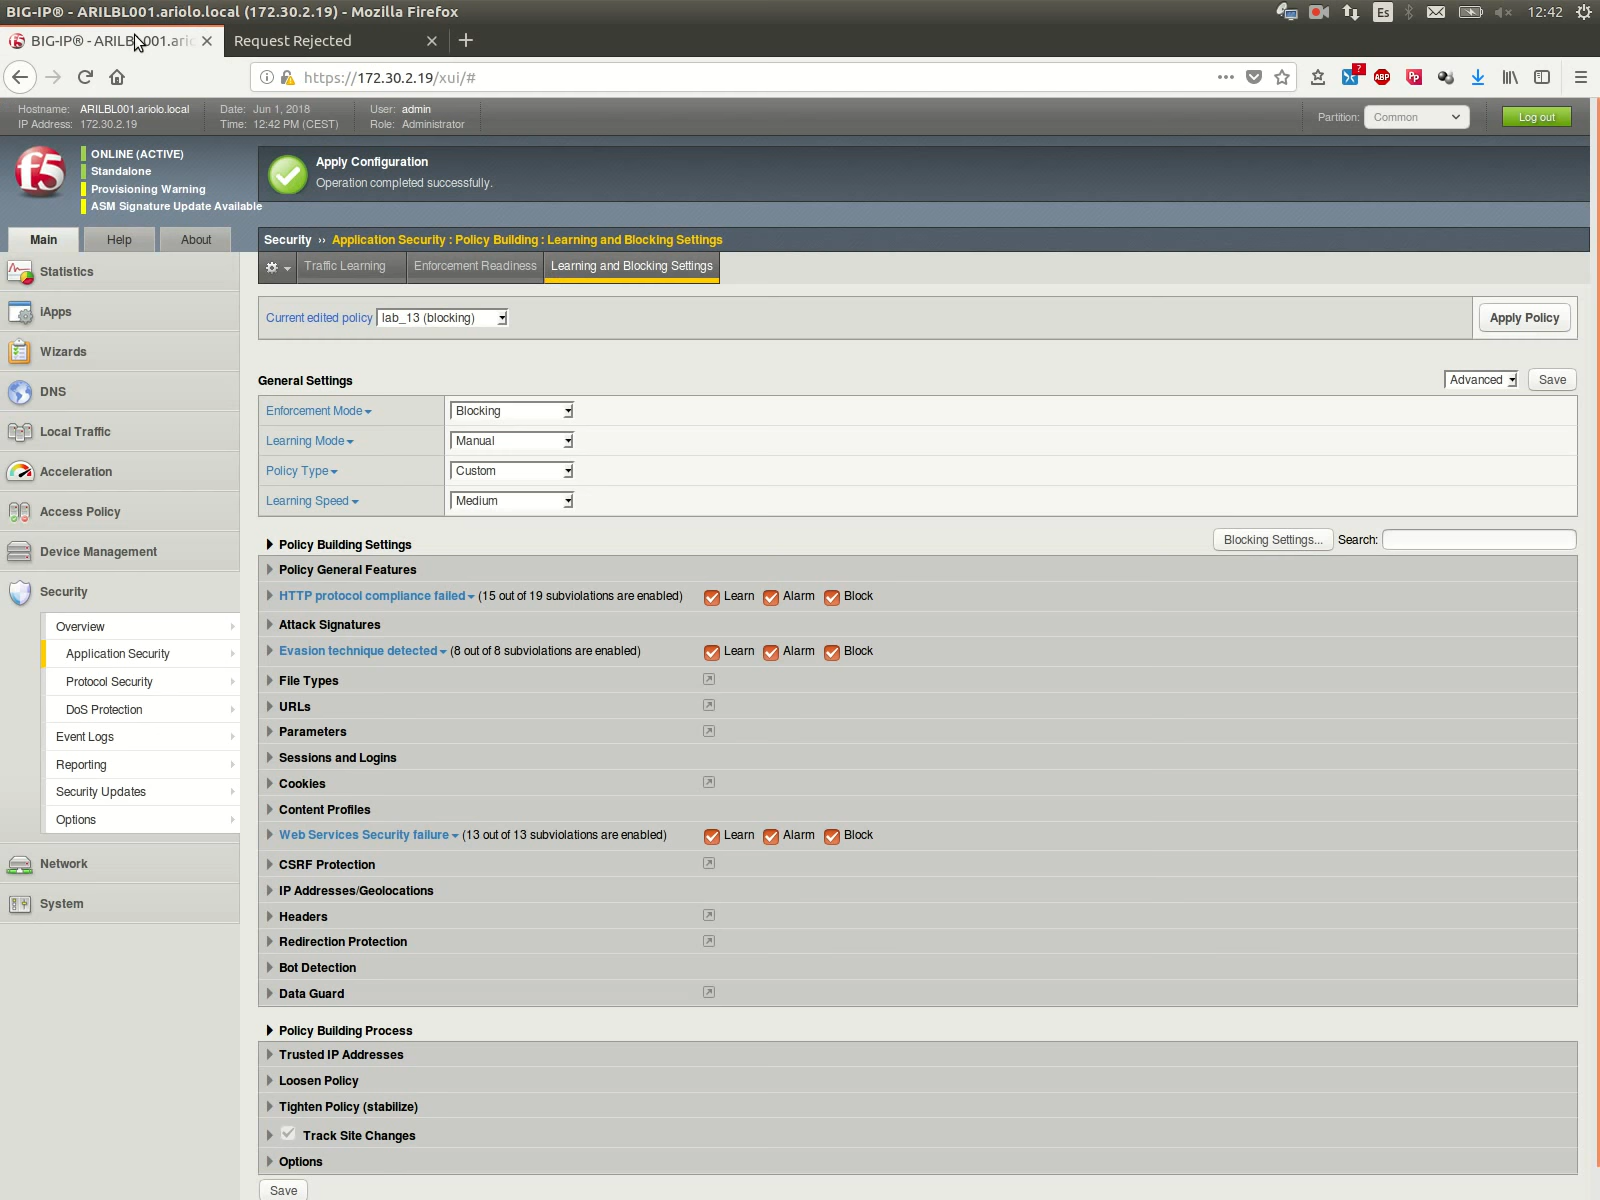 BIG-IP® - ARILBL001.ariolo.local (172.30.2.19) - Mozilla Firefox
Es
12:42
BIG-IP® - ARILBL001.ario
Request Rejected
https://172.30.2.19/xui/#
?
ABP
Hostname: ARILBL001.ariolo.local
Date: Jun 1, 2018
User: admin
IP Address: 172.30.2.19
Time: 12:42 PM (CEST)
Role: Administrator
Partition: Common
Log out
f5
ONLINE (ACTIVE)
Standalone
Provisioning Warning
ASM Signature Update Available
Apply Configuration
Operation completed successfully.
Main
Help
About
Security ›› Application Security : Policy Building : Learning and Blocking Settings
Traffic Learning
Enforcement Readiness
Learning and Blocking Settings
Statistics
iApps
Wizards
DNS
Local Traffic
Acceleration
Access Policy
Device Management
Security
Overview
Application Security
Protocol Security
DoS Protection
Event Logs
Reporting
Security Updates
Options
Network
System
Current edited policy lab_13 (blocking)
Apply Policy
General Settings
Advanced
Save
Enforcement Mode Blocking
Learning Mode Manual
Policy Type Custom
Learning Speed Medium
Policy Building Settings
Blocking Settings... Search:
Policy General Features
HTTP protocol compliance failed (15 out of 19 subviolations are enabled) Learn Alarm Block
Attack Signatures
Evasion technique detected (8 out of 8 subviolations are enabled) Learn Alarm Block
File Types
URLs
Parameters
Sessions and Logins
Cookies
Content Profiles
Web Services Security failure (13 out of 13 subviolations are enabled) Learn Alarm Block
CSRF Protection
IP Addresses/Geolocations
Headers
Redirection Protection
Bot Detection
Data Guard
Policy Building Process
Trusted IP Addresses
Loosen Policy
Tighten Policy (stabilize)
Track Site Changes
Options
Save